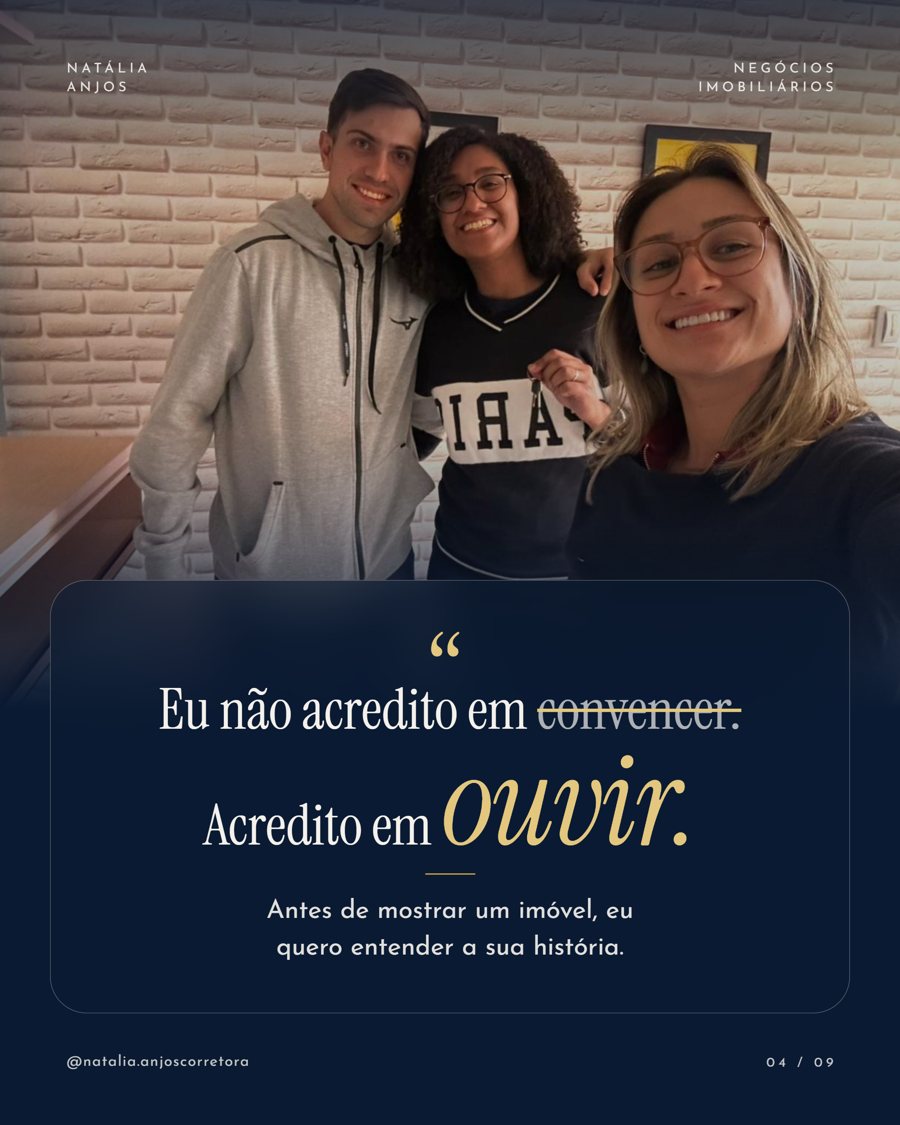 NATÁLIA
ANJOS
NEGÓCIOS
IMOBILIÁRIOS
PARI
“
Eu não acredito em convencer.
Acredito em ouvir.
Antes de mostrar um imóvel, eu
quero entender a sua história.
@natalia.anjoscorretora
04 / 09